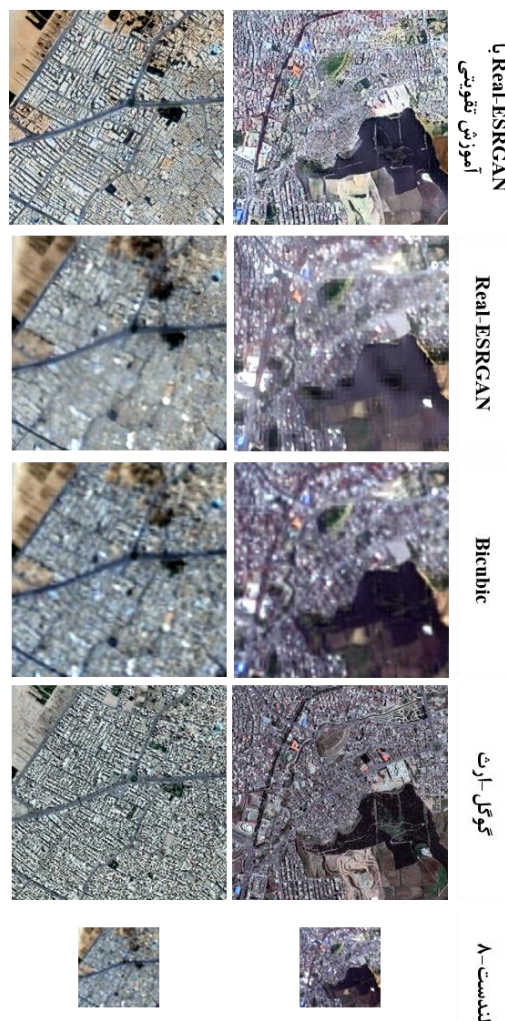 Real-ESRGAN با
آموزش تقویتی
Real-ESRGAN
Bicubic
گوگل-ارث
لندست-۸